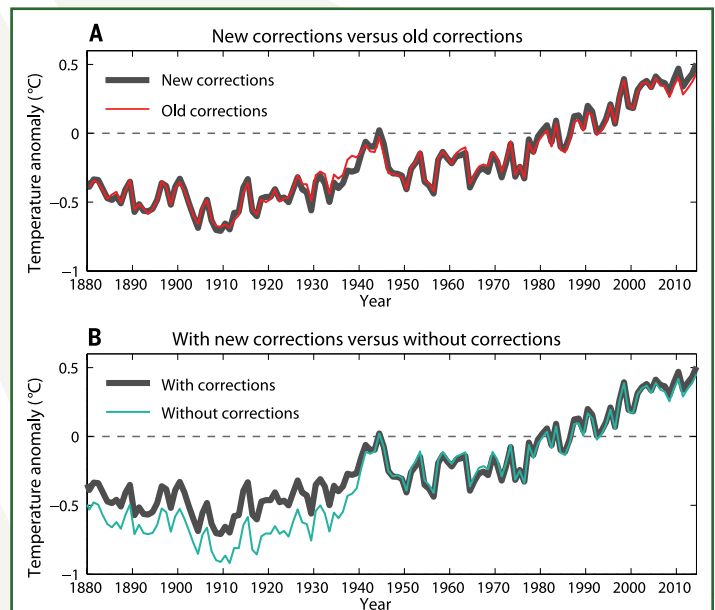 A
New corrections versus old corrections
Temperature anomaly (°C)
0.5
0
−0.5
−1
New corrections
Old corrections
1880 1890 1900 1910 1920 1930 1940 1950 1960 1970 1980 1990 2000 2010
Year
B
With new corrections versus without corrections
Temperature anomaly (°C)
0.5
0
−0.5
−1
With corrections
Without corrections
1880 1890 1900 1910 1920 1930 1940 1950 1960 1970 1980 1990 2000 2010
Year